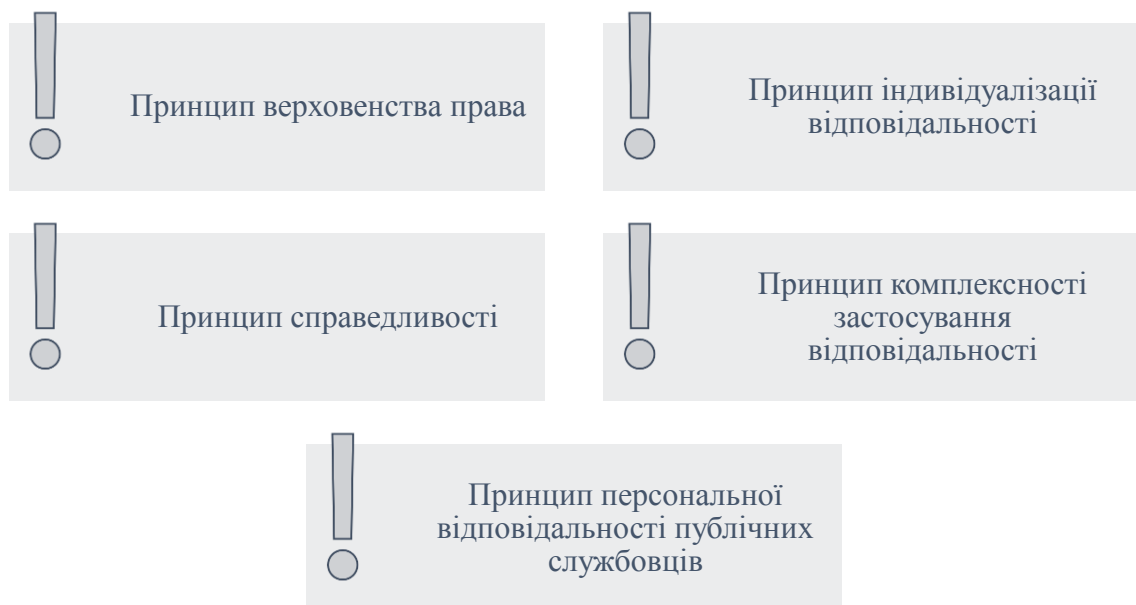 Принцип верховенства права
Принцип індивідуалізації
відповідальності
Принцип справедливості
Принцип комплексності
застосування
відповідальності
Принцип персональної
відповідальності публічних
службовців